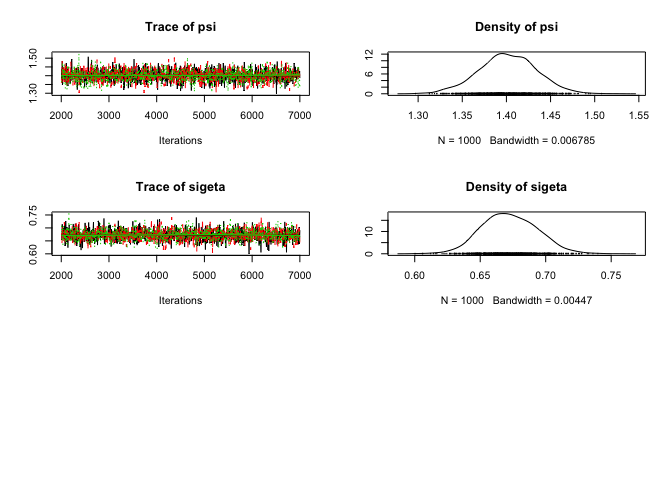 Trace of psi
1.30 1.50
2000 3000 4000 5000 6000 7000
Iterations
Density of psi
0 2 6 12
1.30 1.35 1.40 1.45 1.50 1.55
N = 1000 Bandwidth = 0.006785
Trace of sigeta
0.60 0.75
2000 3000 4000 5000 6000 7000
Iterations
Density of sigeta
0 10
0.60 0.65 0.70 0.75
N = 1000 Bandwidth = 0.00447